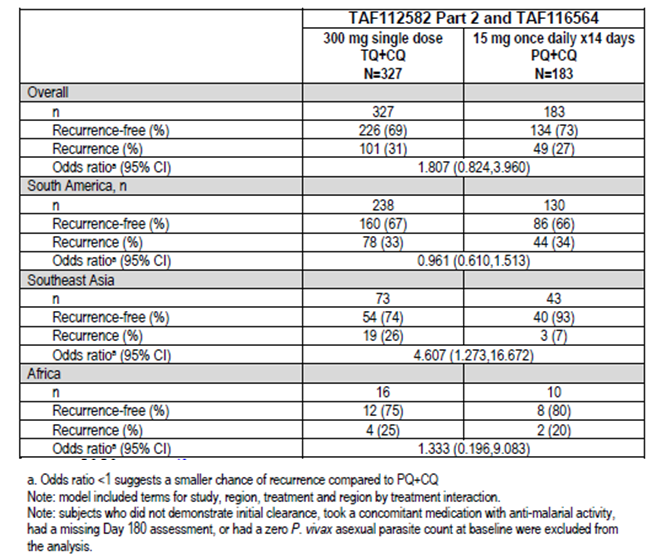 TAF112582 Part 2 and TAF116564
300 mg single dose 15 mg once daily x14 days
TQ+CQ PQ+CQ
N=327 N=183
Overall
n 327 183
Recurrence-free (%) 226 (69) 134 (73)
Recurrence (%) 101 (31) 49 (27)
Odds ratioª (95% CI) 1.807 (0.824,3.960)
South America, n
n 238 130
Recurrence-free (%) 160 (67) 86 (66)
Recurrence (%) 78 (33) 44 (34)
Odds ratioª (95% CI) 0.961 (0.610,1.513)
Southeast Asia
n 73 43
Recurrence-free (%) 54 (74) 40 (93)
Recurrence (%) 19 (26) 3 (7)
Odds ratioª (95% CI) 4.607 (1.273,16.672)
Africa
n 16 10
Recurrence-free (%) 12 (75) 8 (80)
Recurrence (%) 4 (25) 2 (20)
Odds ratioª (95% CI) 1.333 (0.196,9.083)
a. Odds ratio <1 suggests a smaller chance of recurrence compared to PQ+CQ
Note: model included terms for study, region, treatment and region by treatment interaction.
Note: subjects who did not demonstrate initial clearance, took a concomitant medication with anti-malarial activity,
had a missing Day 180 assessment, or had a zero P. vivax asexual parasite count at baseline were excluded from
the analysis.